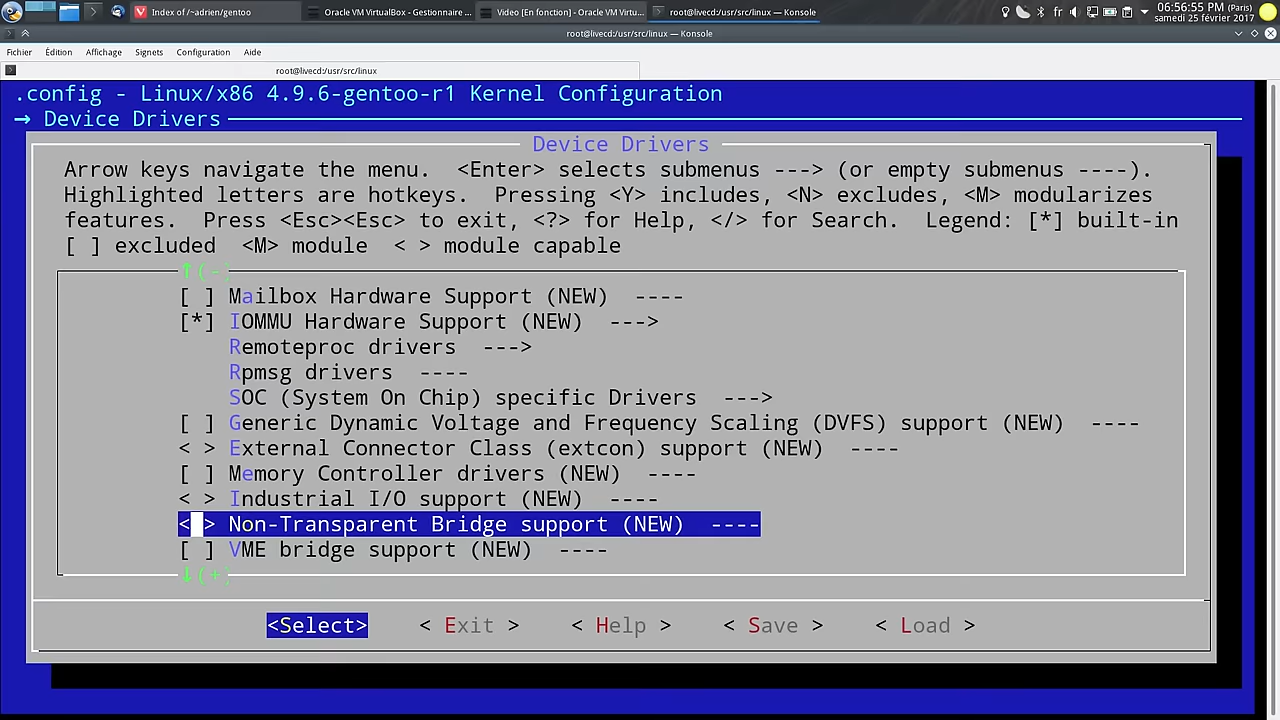 Index of /~adrien/gentoo
Oracle VM VirtualBox - Gestionnaire ...
Video [En fonction] - Oracle VM Virtu...
root@livecd:/usr/src/linux — Konsole
fr
06:56:55 PM (Paris)
samedi 25 février 2017
root@livecd:/usr/src/linux — Konsole
Fichier Édition Affichage Signets Configuration Aide
root@livecd:/usr/src/linux
.config - Linux/x86 4.9.6-gentoo-r1 Kernel Configuration
→ Device Drivers
Device Drivers
Arrow keys navigate the menu.  <Enter> selects submenus ---> (or empty submenus ----).
Highlighted letters are hotkeys.  Pressing <Y> includes, <N> excludes, <M> modularizes
features.  Press <Esc><Esc> to exit, <?> for Help, </> for Search.  Legend: [*] built-in
[ ] excluded  <M> module  < > module capable
↑(-)
[ ] Mailbox Hardware Support (NEW)  ----
[*] IOMMU Hardware Support (NEW)  --->
Remoteproc drivers  --->
Rpmsg drivers  ----
SOC (System On Chip) specific Drivers  --->
[ ] Generic Dynamic Voltage and Frequency Scaling (DVFS) support (NEW)  ----
< > External Connector Class (extcon) support (NEW)  ----
[ ] Memory Controller drivers (NEW)  ----
< > Industrial I/O support (NEW)  ----
< > Non-Transparent Bridge support (NEW)  ----
[ ] VME bridge support (NEW)  ----
↓(+)
<Select> < Exit > < Help > < Save > < Load >